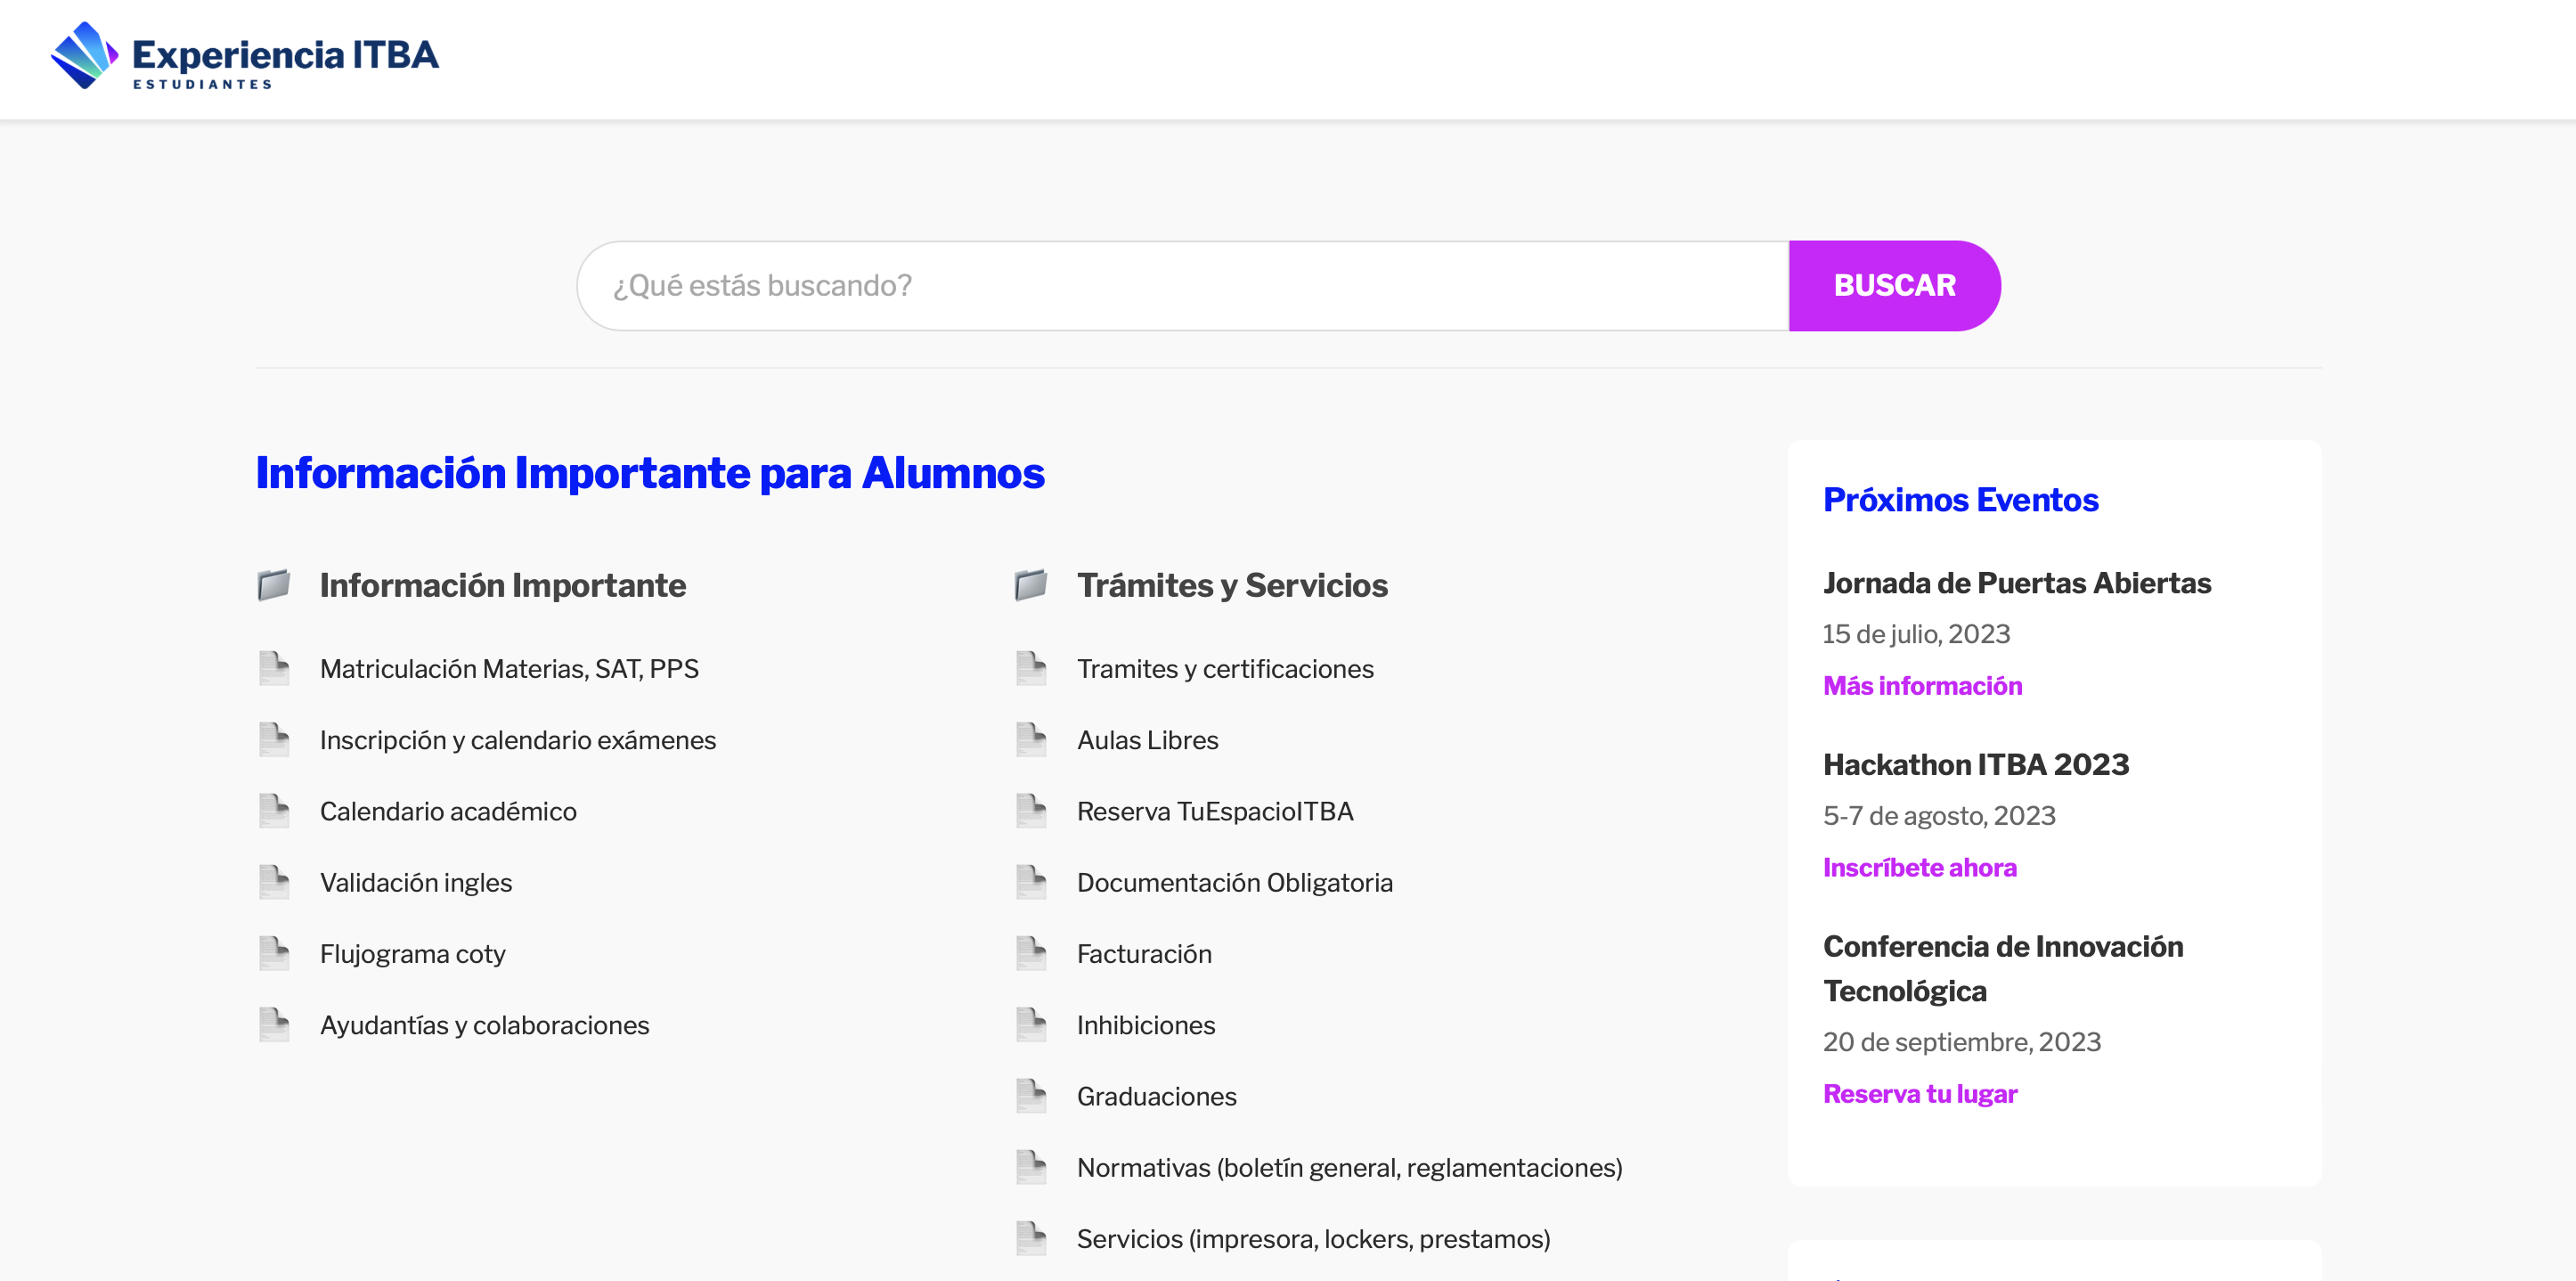 Experiencia ITBA
ESTUDIANTES
¿Qué estás buscando?
BUSCAR
Información Importante para Alumnos
Información Importante
Matriculación Materias, SAT, PPS
Inscripción y calendario exámenes
Calendario académico
Validación ingles
Flujograma coty
Ayudantías y colaboraciones
Trámites y Servicios
Tramites y certificaciones
Aulas Libres
Reserva TuEspacioITBA
Documentación Obligatoria
Facturación
Inhibiciones
Graduaciones
Normativas (boletín general, reglamentaciones)
Servicios (impresora, lockers, prestamos)
Próximos Eventos
Jornada de Puertas Abiertas
15 de julio, 2023
Más información
Hackathon ITBA 2023
5-7 de agosto, 2023
Inscríbete ahora
Conferencia de Innovación
Tecnológica
20 de septiembre, 2023
Reserva tu lugar